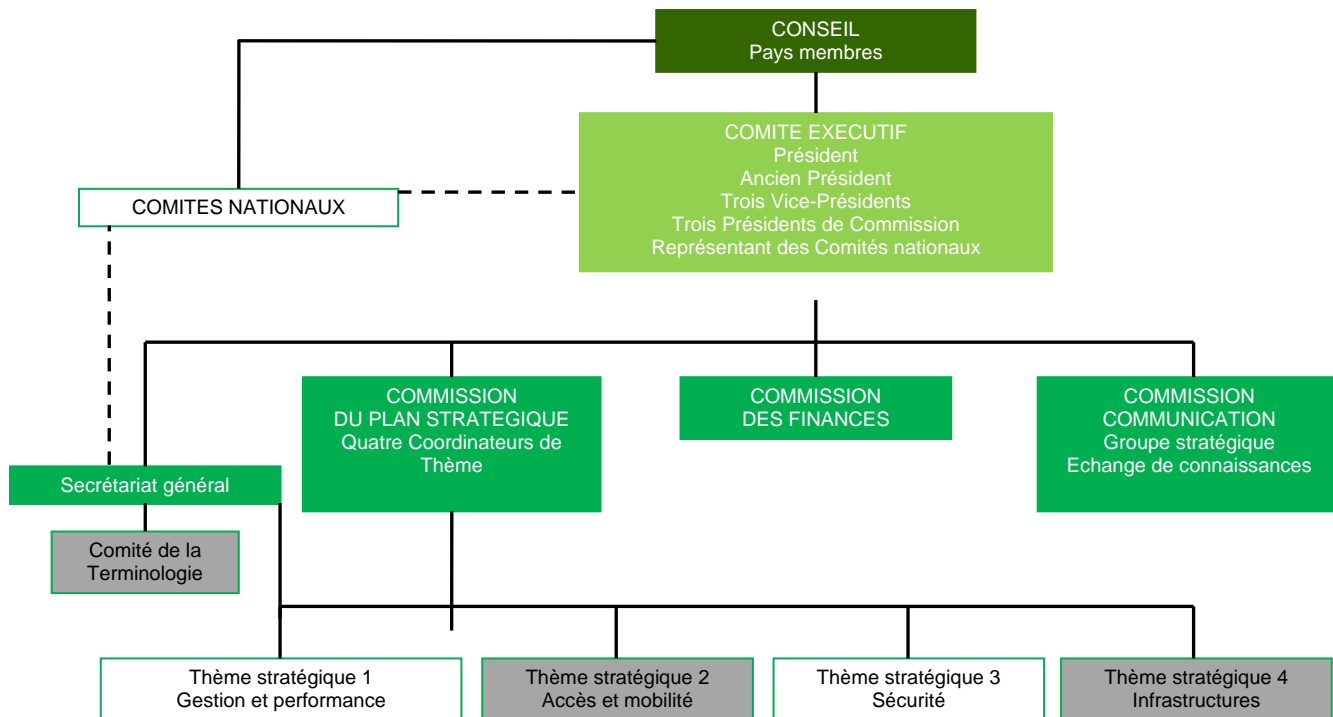 CONSEIL
Pays membres
COMITE EXECUTIF
Président
Ancien Président
Trois Vice-Présidents
Trois Présidents de Commission
Représentant des Comités nationaux
COMITES NATIONAUX
COMMISSION
DU PLAN STRATEGIQUE
Quatre Coordinateurs de
Thème
COMMISSION
DES FINANCES
COMMISSION
COMMUNICATION
Groupe stratégique
Echange de connaissances
Secrétariat général
Comité de la
Terminologie
Thème stratégique 1
Gestion et performance
Thème stratégique 2
Accès et mobilité
Thème stratégique 3
Sécurité
Thème stratégique 4
Infrastructures